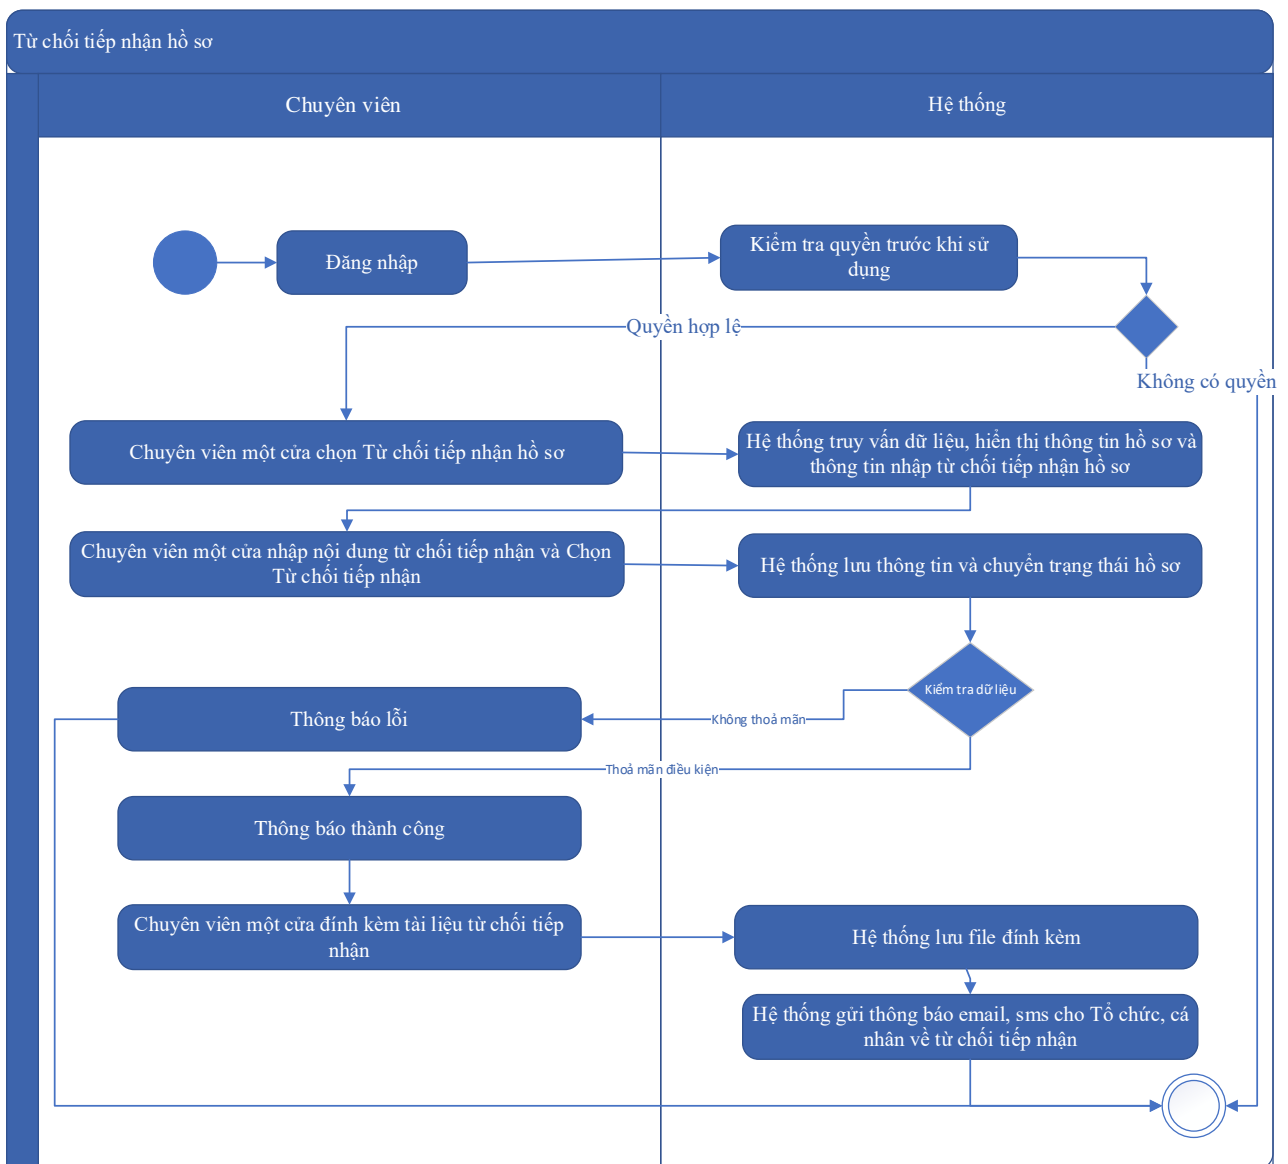 Từ chối tiếp nhận hồ sơ
Chuyên viên
Hệ thống
Đăng nhập
Kiểm tra quyền trước khi sử
dụng
Quyền hợp lệ
Không có quyền
Chuyên viên một cửa chọn Từ chối tiếp nhận hồ sơ
Hệ thống truy vấn dữ liệu, hiển thị thông tin hồ sơ và
thông tin nhập từ chối tiếp nhận hồ sơ
Chuyên viên một cửa nhập nội dung từ chối tiếp nhận và Chọn
Từ chối tiếp nhận
Hệ thống lưu thông tin và chuyển trạng thái hồ sơ
Kiểm tra dữ liệu
Thông báo lỗi
Không thoả mãn
Thoả mãn điều kiện
Thông báo thành công
Chuyên viên một cửa đính kèm tài liệu từ chối tiếp
nhận
Hệ thống lưu file đính kèm
Hệ thống gửi thông báo email, sms cho Tổ chức, cá
nhân về từ chối tiếp nhận